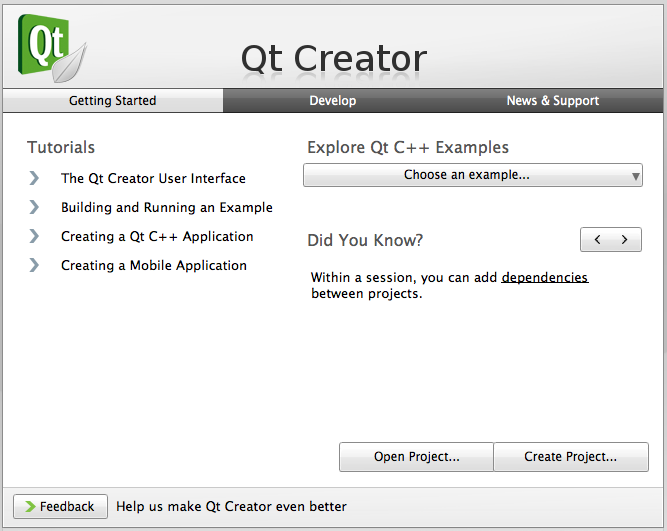 Qt
Qt Creator
Getting Started
Develop
News & Support
Tutorials
The Qt Creator User Interface
Building and Running an Example
Creating a Qt C++ Application
Creating a Mobile Application
Explore Qt C++ Examples
Choose an example...
Did You Know?
Within a session, you can add dependencies
between projects.
Open Project...
Create Project...
Feedback
Help us make Qt Creator even better